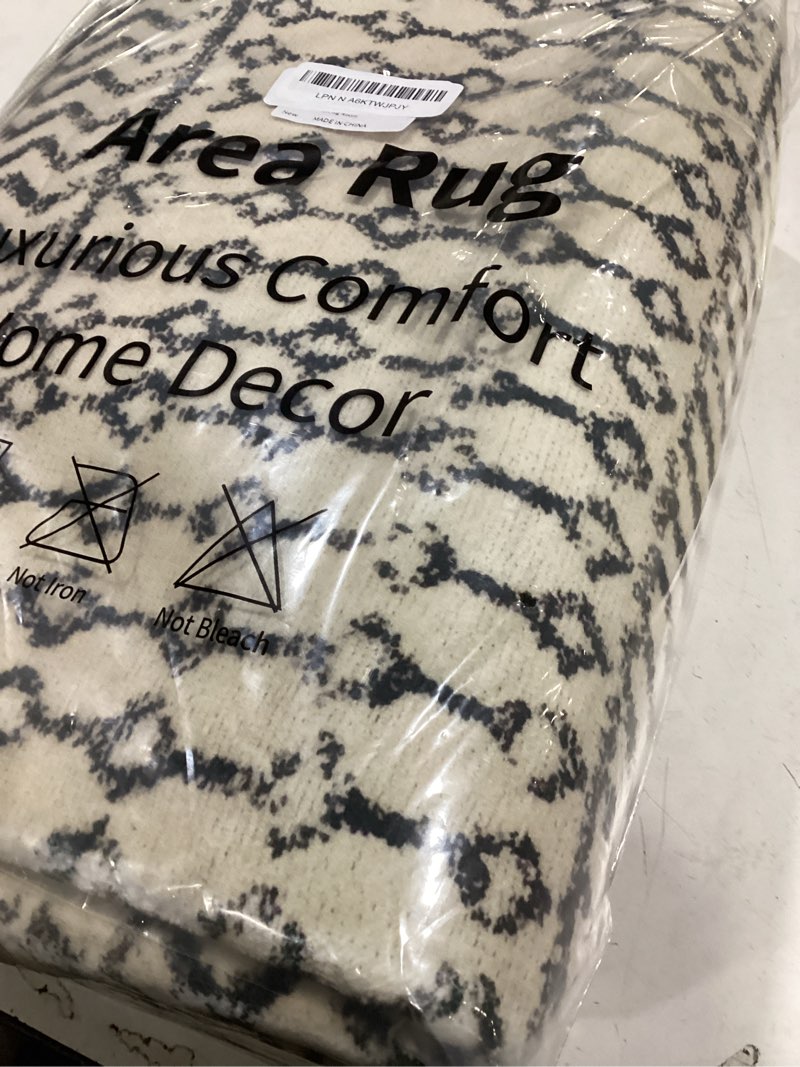 LPN N A6KTWJPJY
New
MADE IN CHINA
Area Rug
uxurious Comfort
ome Decor
Not Iron
Not Bleach